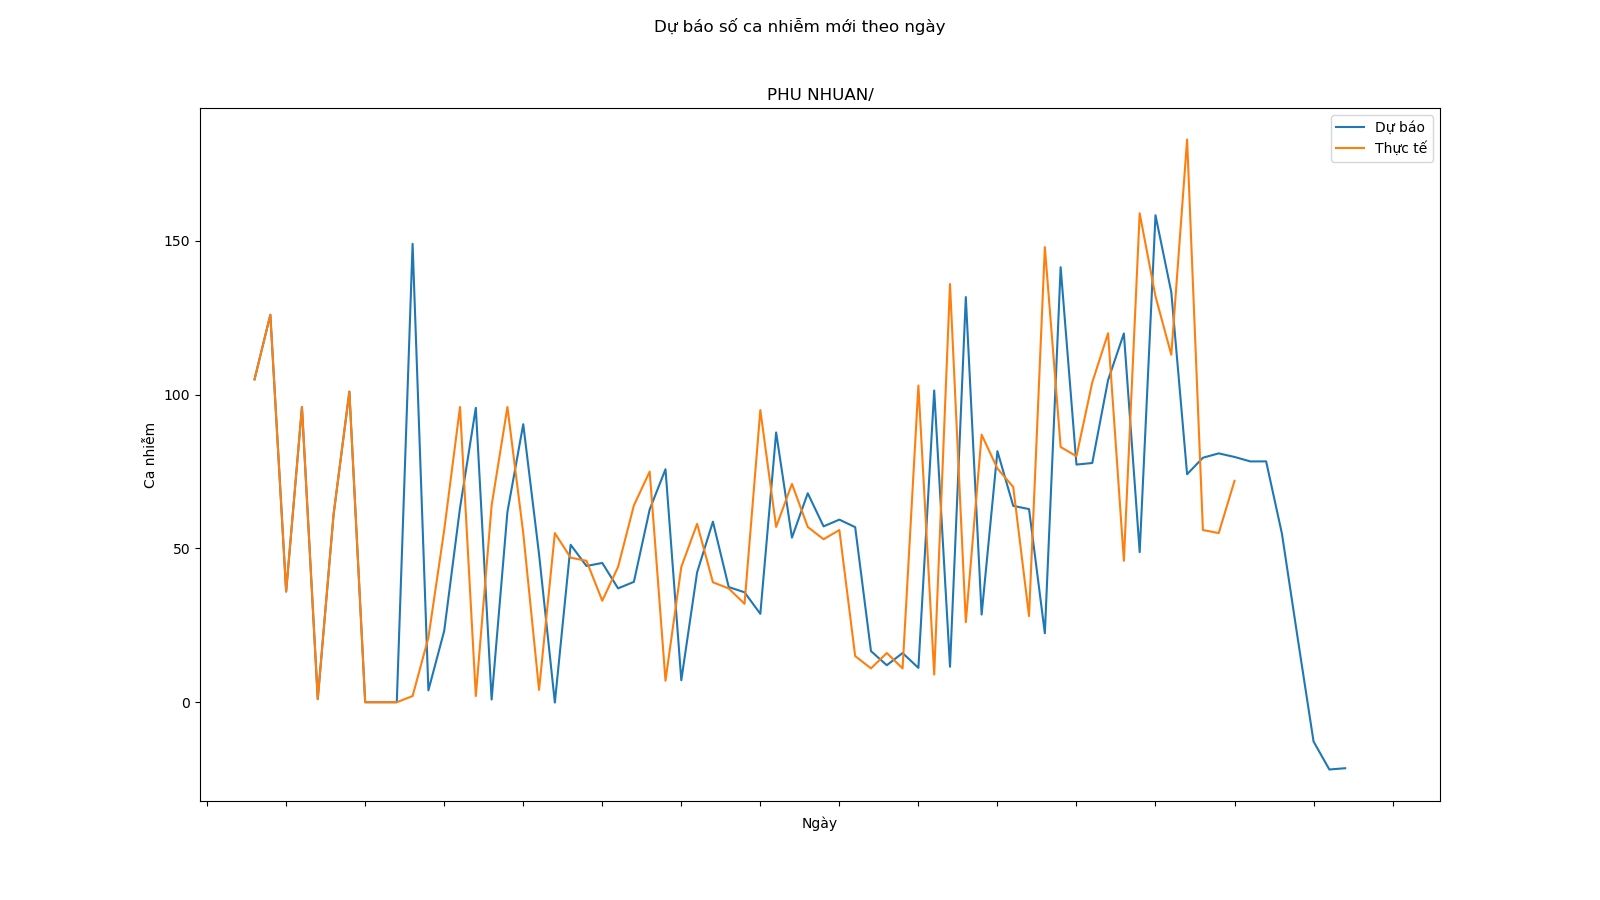 Dự báo số ca nhiễm mới theo ngày
PHU NHUAN/
Dự báo
Thực tế
150
100
50
0
Ca nhiễm
Ngày